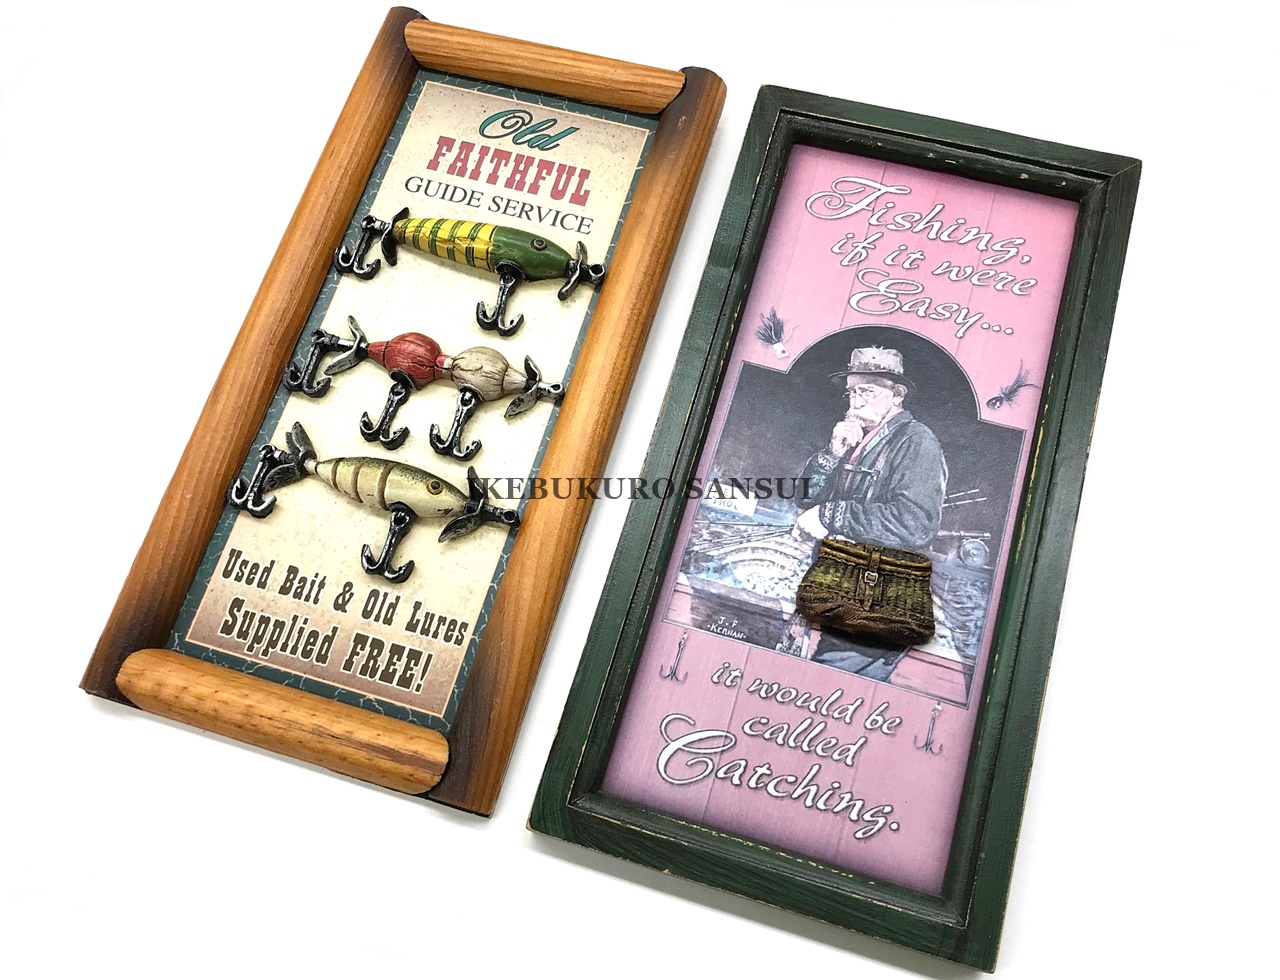 Old
FAITHFUL
GUIDE SERVICE
Used Bait & Old Lures
Supplied FREE!
Fishing,
if it were
Easy...
J. F
-KERNAN-
it would be
called
Catching.
IKEBUKURO SANSUI